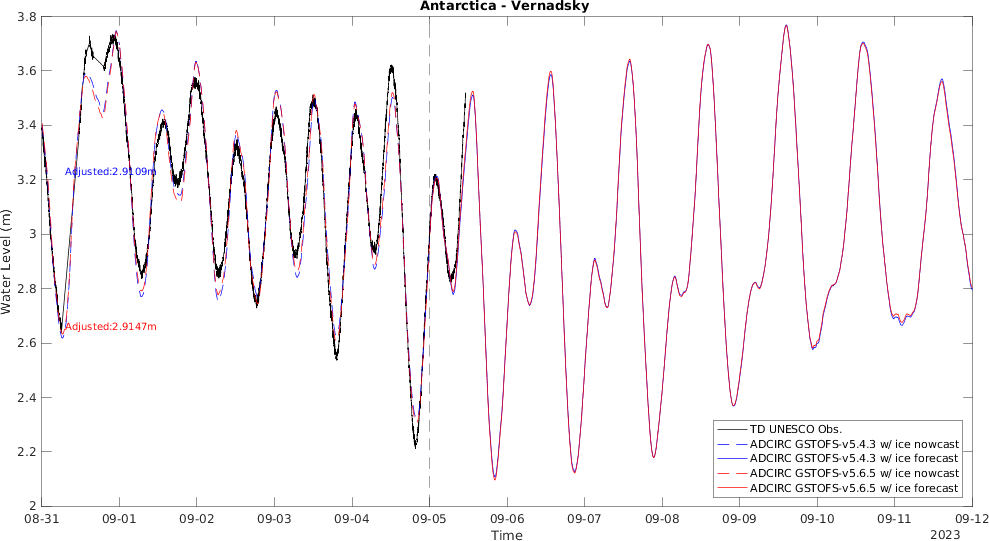 Antarctica - Vernadsky
3.8
3.6
3.4
3.2
3
2.8
2.6
2.4
2.2
2
Water Level (m)
Adjusted:2.9109m
Adjusted:2.9147m
TD UNESCO Obs.
ADCIRC GSTOFS-v5.4.3 w/ ice nowcast
ADCIRC GSTOFS-v5.4.3 w/ ice forecast
ADCIRC GSTOFS-v5.6.5 w/ ice nowcast
ADCIRC GSTOFS-v5.6.5 w/ ice forecast
08-31 09-01 09-02 09-03 09-04 09-05 09-06 09-07 09-08 09-09 09-10 09-11 09-12
Time
2023